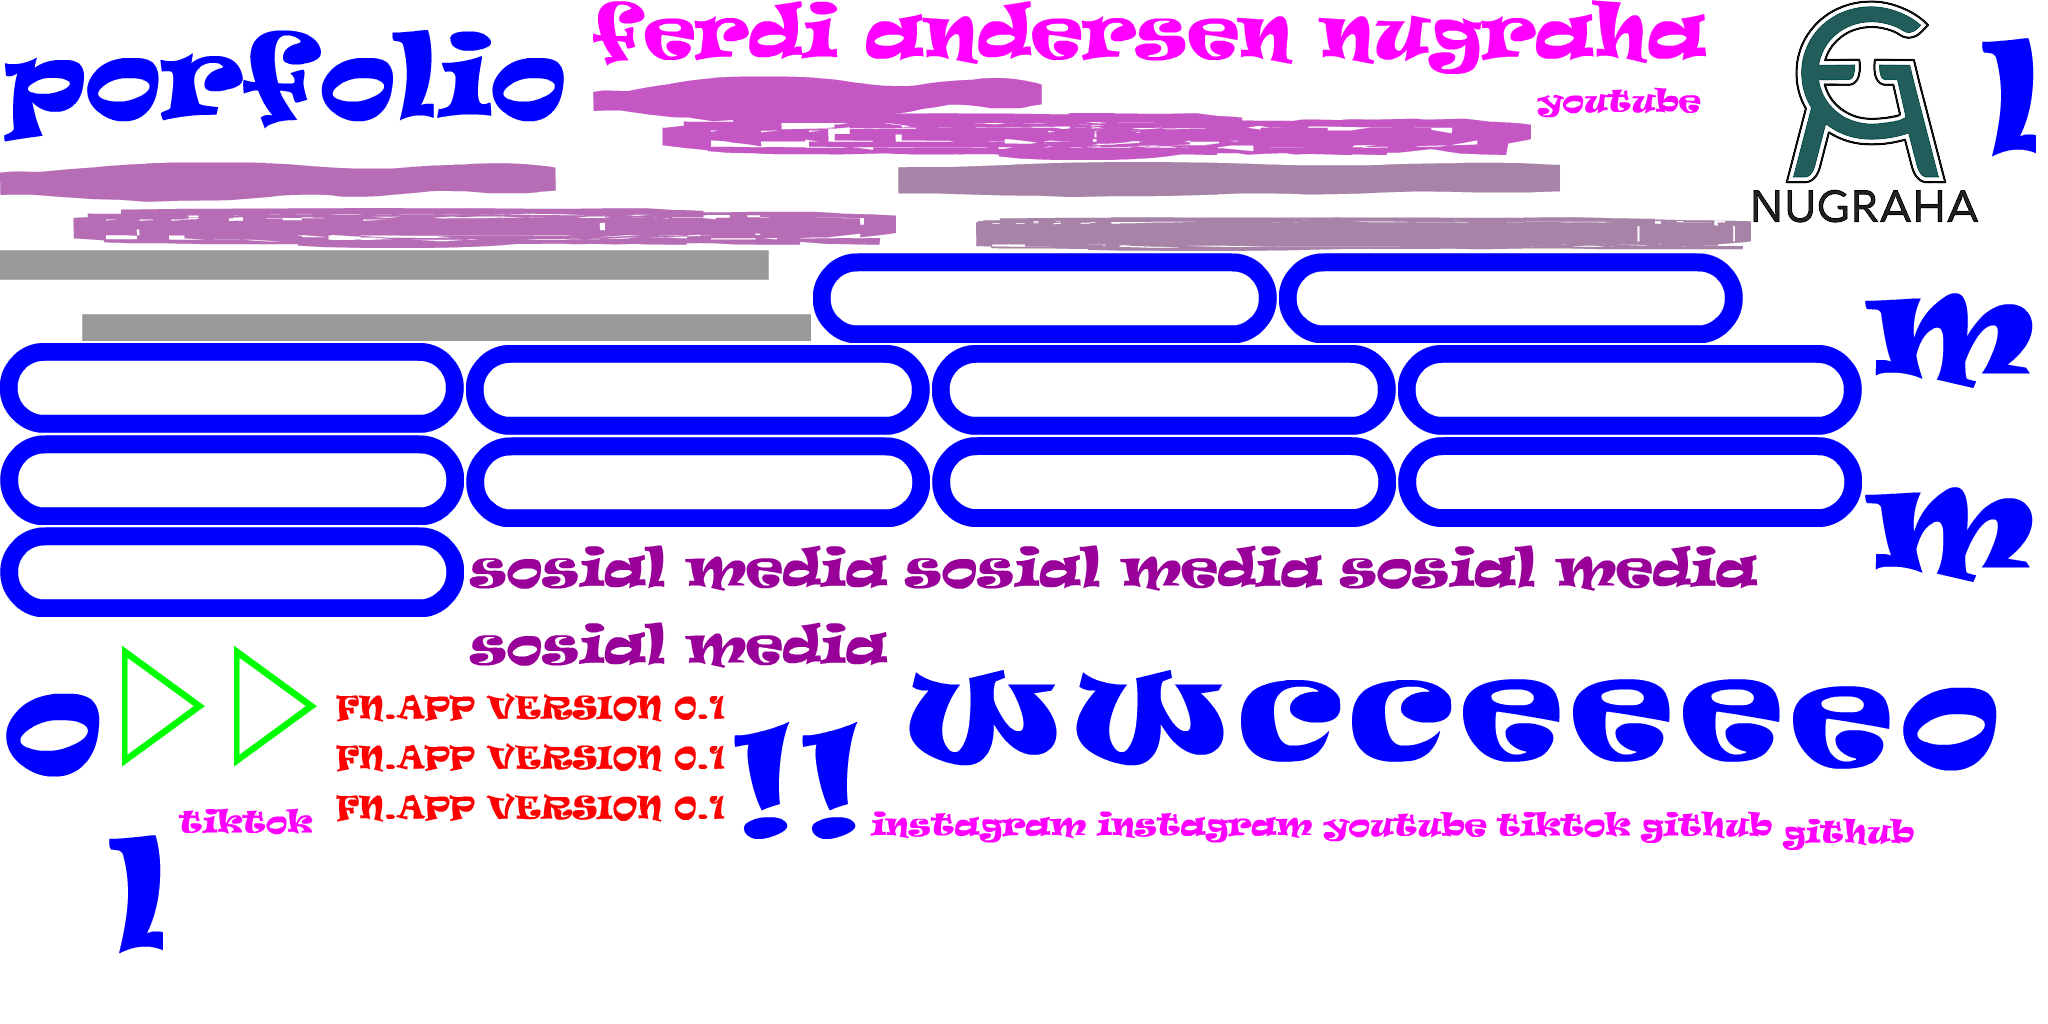 porfolio
ferdi andersen nugraha
youtube
NUGRAHA
l
m
m
sosial media sosial media sosial media
sosial media
o
FN.APP VERSION 0.1
FN.APP VERSION 0.1
FN.APP VERSION 0.1
!!
wwcceeeeo
tiktok
instagram instagram youtube tiktok github github
l